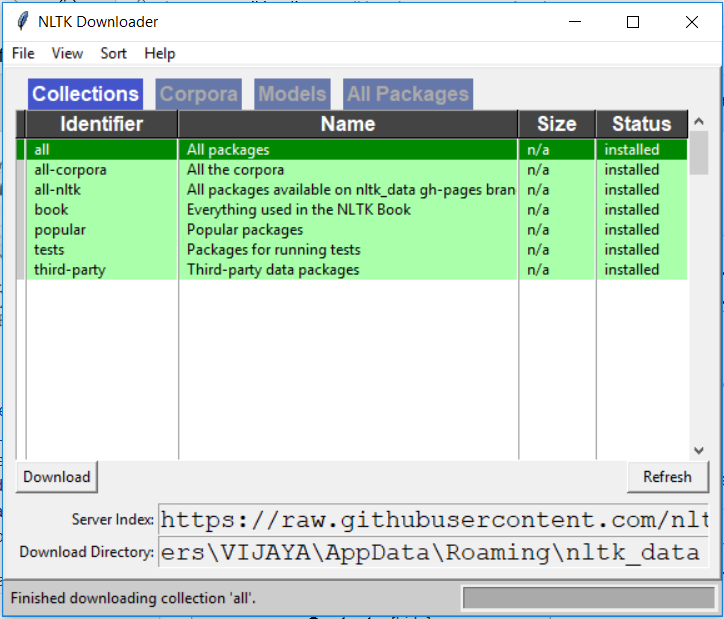 NLTK Downloader
File View Sort Help
Collections Corpora Models All Packages
Identifier Name Size Status
all All packages n/a installed
all-corpora All the corpora n/a installed
all-nltk All packages available on nltk_data gh-pages bran n/a installed
book Everything used in the NLTK Book n/a installed
popular Popular packages n/a installed
tests Packages for running tests n/a installed
third-party Third-party data packages n/a installed
Download Refresh
Server Index: https://raw.githubusercontent.com/nlt
Download Directory: ers\VIJAYA\AppData\Roaming\nltk_data
Finished downloading collection 'all'.